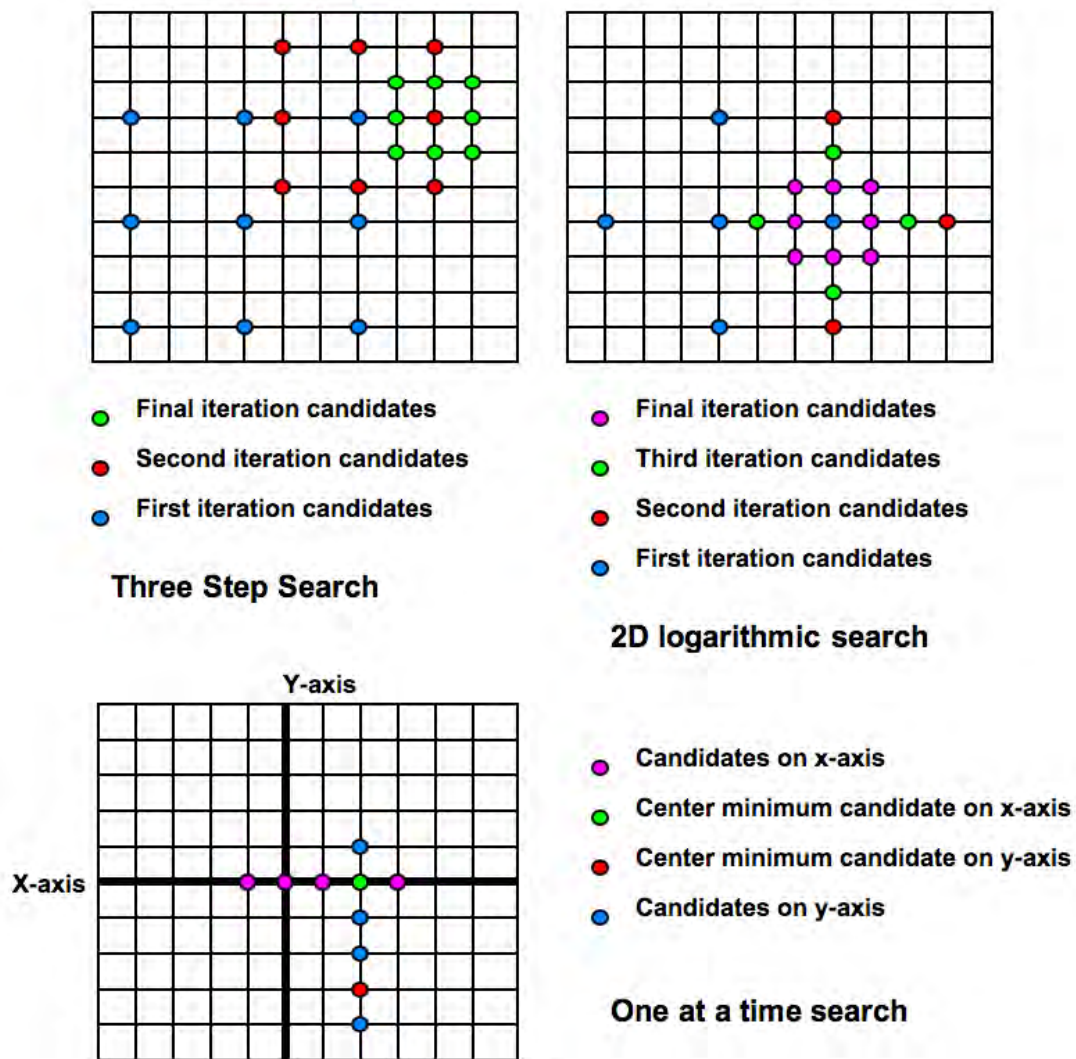 Final iteration candidates
Second iteration candidates
First iteration candidates
Three Step Search
Final iteration candidates
Third iteration candidates
Second iteration candidates
First iteration candidates
2D logarithmic search
Y-axis
X-axis
Candidates on x-axis
Center minimum candidate on x-axis
Center minimum candidate on y-axis
Candidates on y-axis
One at a time search